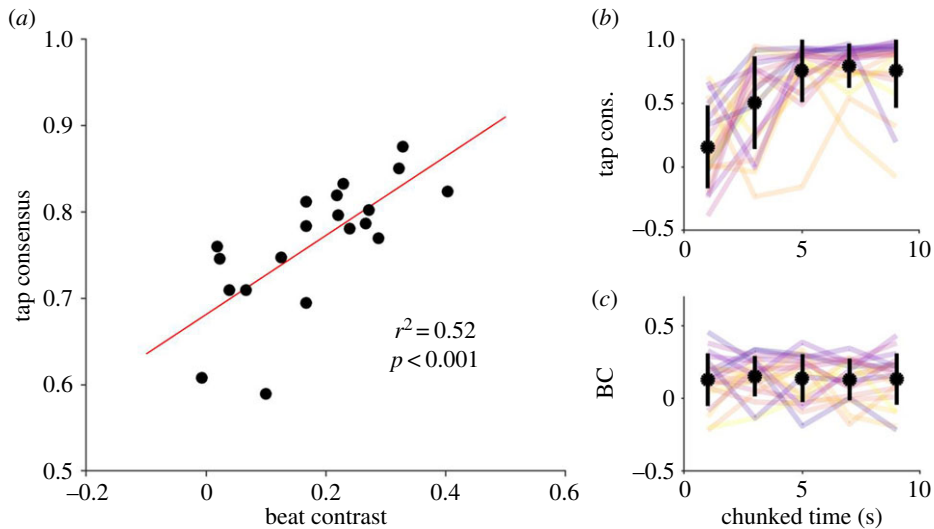 (a)
1.0
0.9
0.8
0.7
0.6
0.5
tap consensus
r² = 0.52
p < 0.001
−0.2
0
0.2
0.4
0.6
beat contrast
(b)
1.0
0.5
0
−0.5
tap cons.
0
5
10
chunked time (s)
(c)
0.5
0
−0.5
BC
0
5
10
chunked time (s)